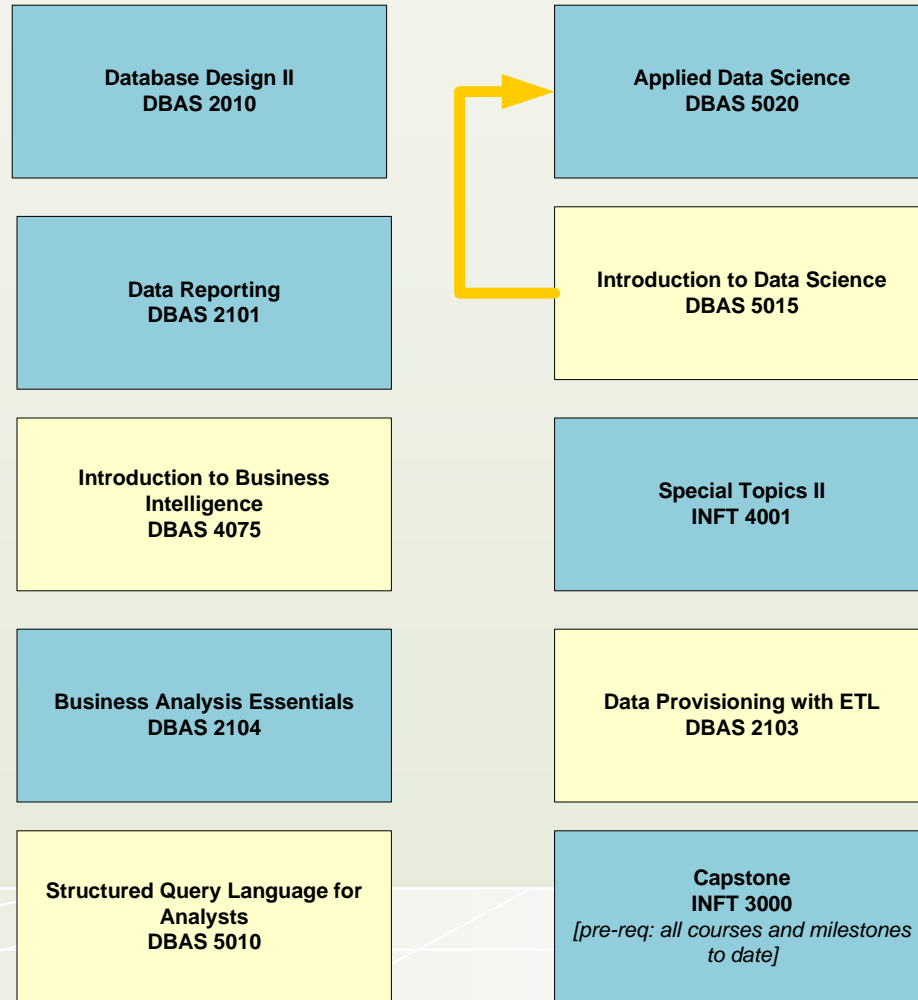 Database Design II
DBAS 2010
Data Reporting
DBAS 2101
Introduction to Business
Intelligence
DBAS 4075
Business Analysis Essentials
DBAS 2104
Structured Query Language for
Analysts
DBAS 5010
Applied Data Science
DBAS 5020
Introduction to Data Science
DBAS 5015
Special Topics II
INFT 4001
Data Provisioning with ETL
DBAS 2103
Capstone
INFT 3000
[pre-req: all courses and milestones
to date]